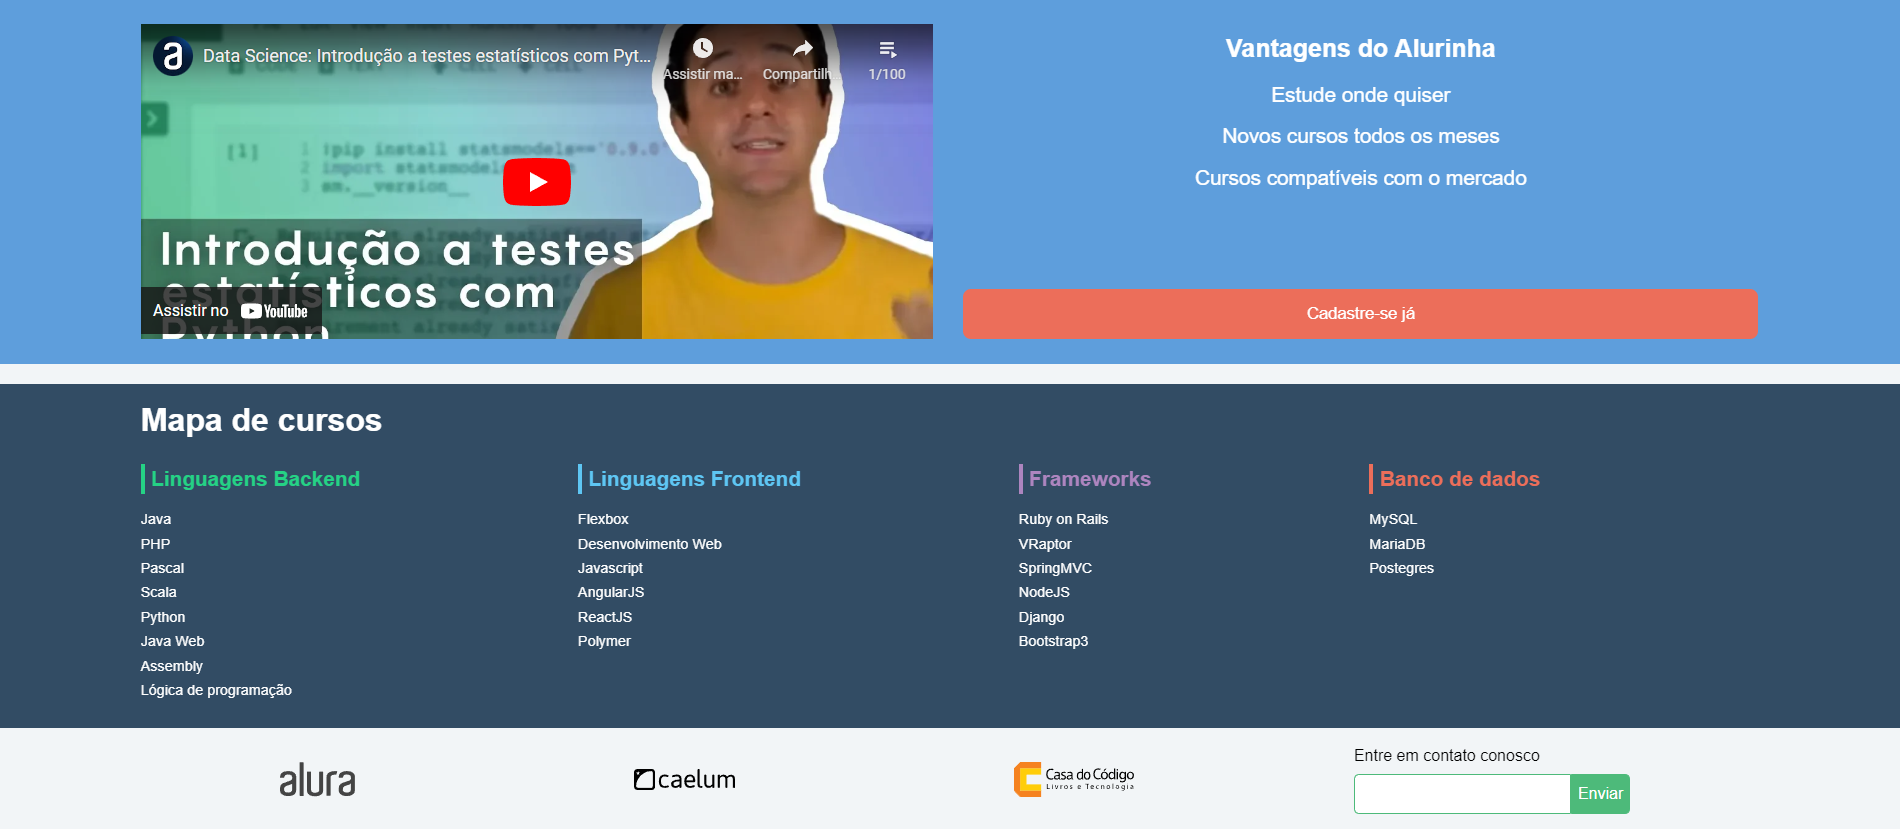 Data Science: Introdução a testes estatísticos com Pyt...
Assistir ma...
Compartilh
1/100
[1]
1 !pip install statsmodels=='0.9.0'
2 import statsmodels
3 sm.__version__
Introdução a testes
estatísticos com
Python
Assistir no YouTube
Vantagens do Alurinha
Estude onde quiser
Novos cursos todos os meses
Cursos compatíveis com o mercado
Cadastre-se já
Mapa de cursos
Linguagens Backend
Java
PHP
Pascal
Scala
Python
Java Web
Assembly
Lógica de programação
Linguagens Frontend
Flexbox
Desenvolvimento Web
Javascript
AngularJS
ReactJS
Polymer
Frameworks
Ruby on Rails
VRaptor
SpringMVC
NodeJS
Django
Bootstrap3
Banco de dados
MySQL
MariaDB
Postegres
alura
caelum
Casa do Código
Livros e Tecnologia
Entre em contato conosco
Enviar